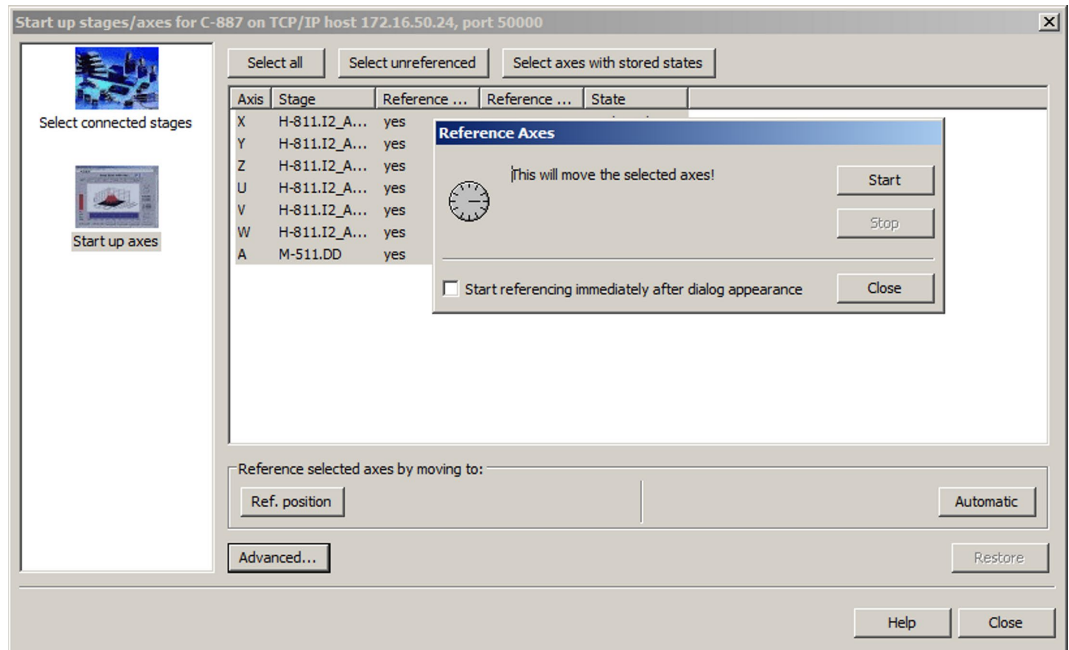 Start up stages/axes for C-887 on TCP/IP host 172.16.50.24, port 50000
Select connected stages
Start up axes
Select all Select unreferenced Select axes with stored states
Axis Stage Reference ... Reference ... State
X H-811.I2_A... yes
Y H-811.I2_A... yes
Z H-811.I2_A... yes
U H-811.I2_A... yes
V H-811.I2_A... yes
W H-811.I2_A... yes
A M-511.DD yes
Reference Axes
This will move the selected axes!
Start
Stop
Start referencing immediately after dialog appearance
Close
Reference selected axes by moving to:
Ref. position Automatic
Advanced... Restore
Help Close